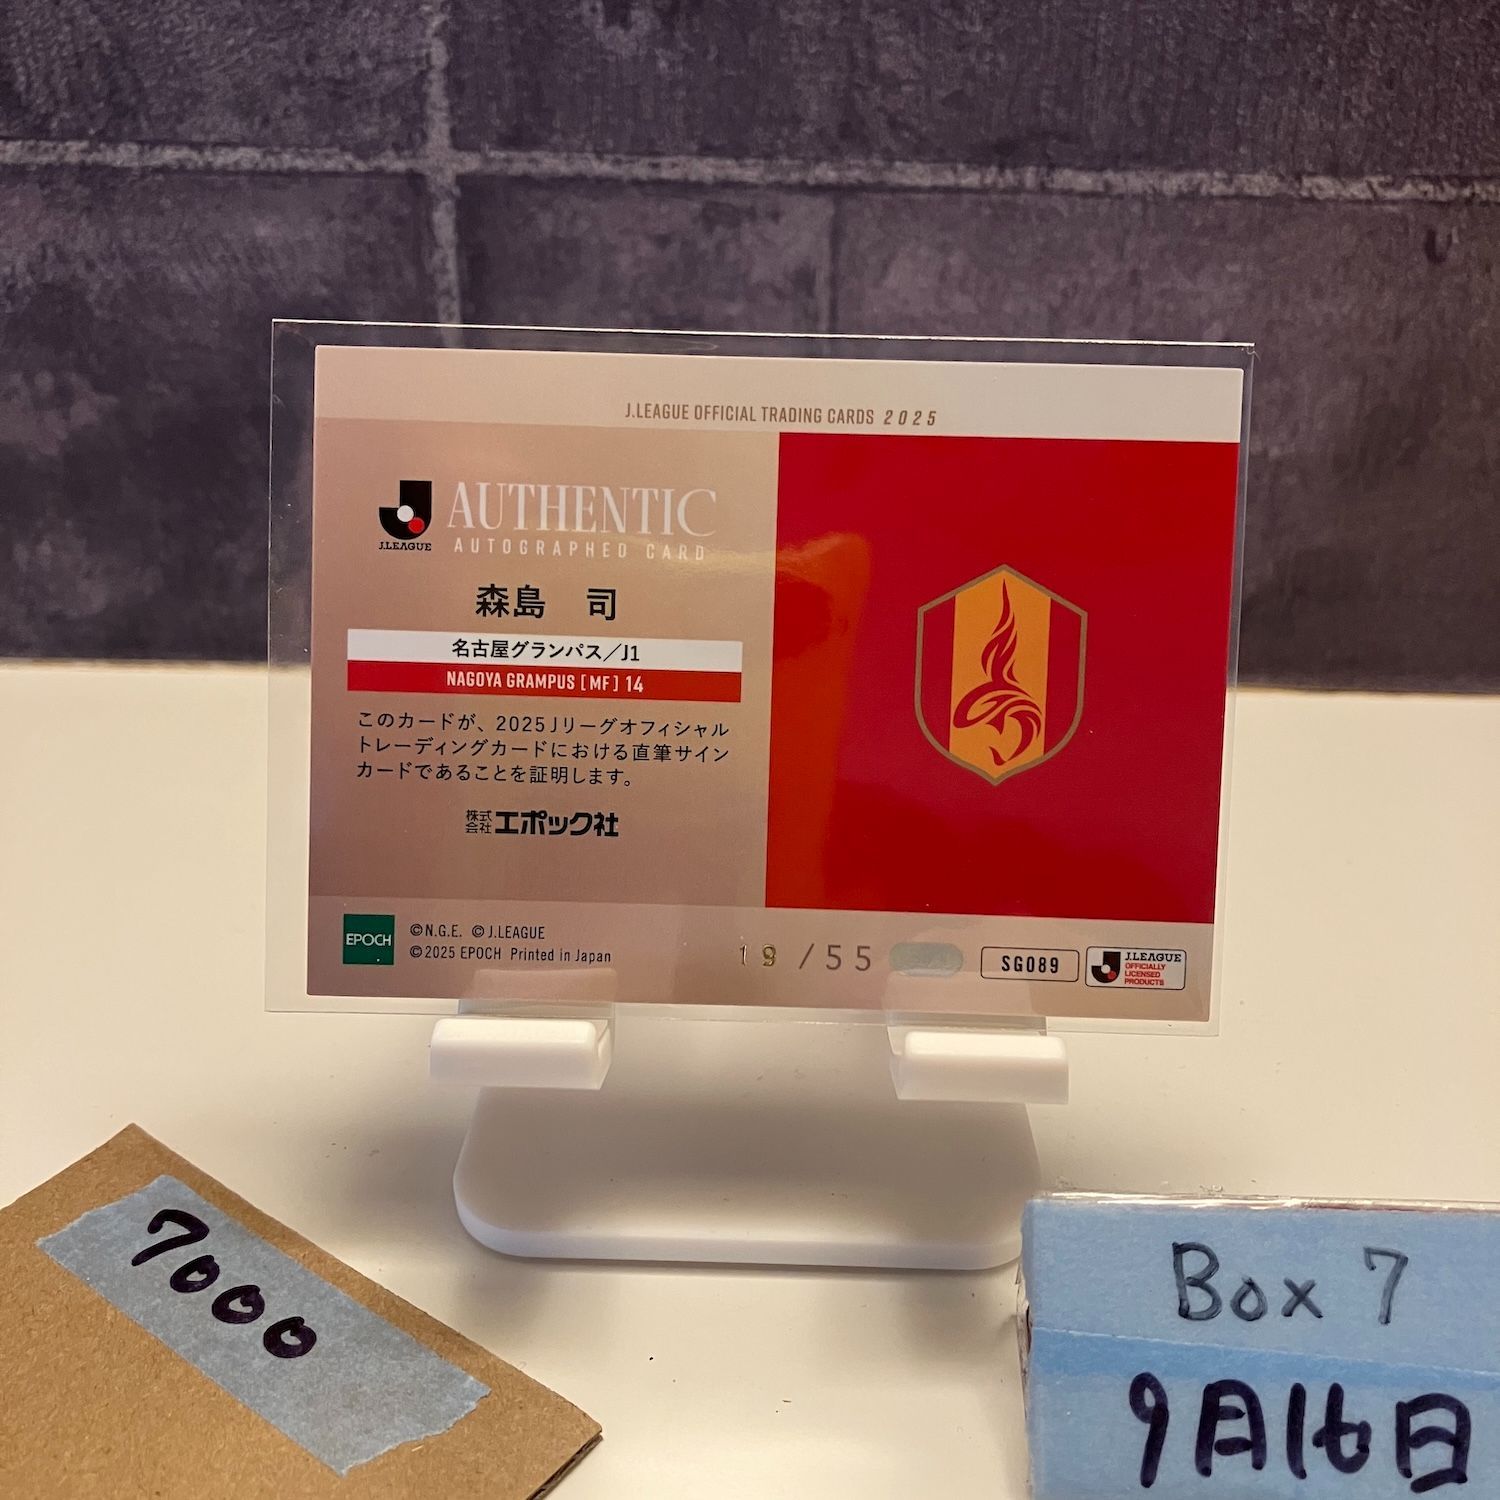 J.LEAGUE OFFICIAL TRADING CARDS 2025
J.LEAGUE
AUTHENTIC
AUTOGRAPHED CARD
森島 司
名古屋グランパス/J1
NAGOYA GRAMPUS [MF] 14
このカードが、2025Jリーグオフィシャル
トレーディングカードにおける直筆サイン
カードであることを証明します。
株式会社エポック社
EPOCH
©N.G.E. ©J.LEAGUE
©2025 EPOCH Printed in Japan
19 /55
SG089
J.LEAGUE
OFFICIALLY
LICENSED
PRODUCTS
7000
Box 7
9月16日